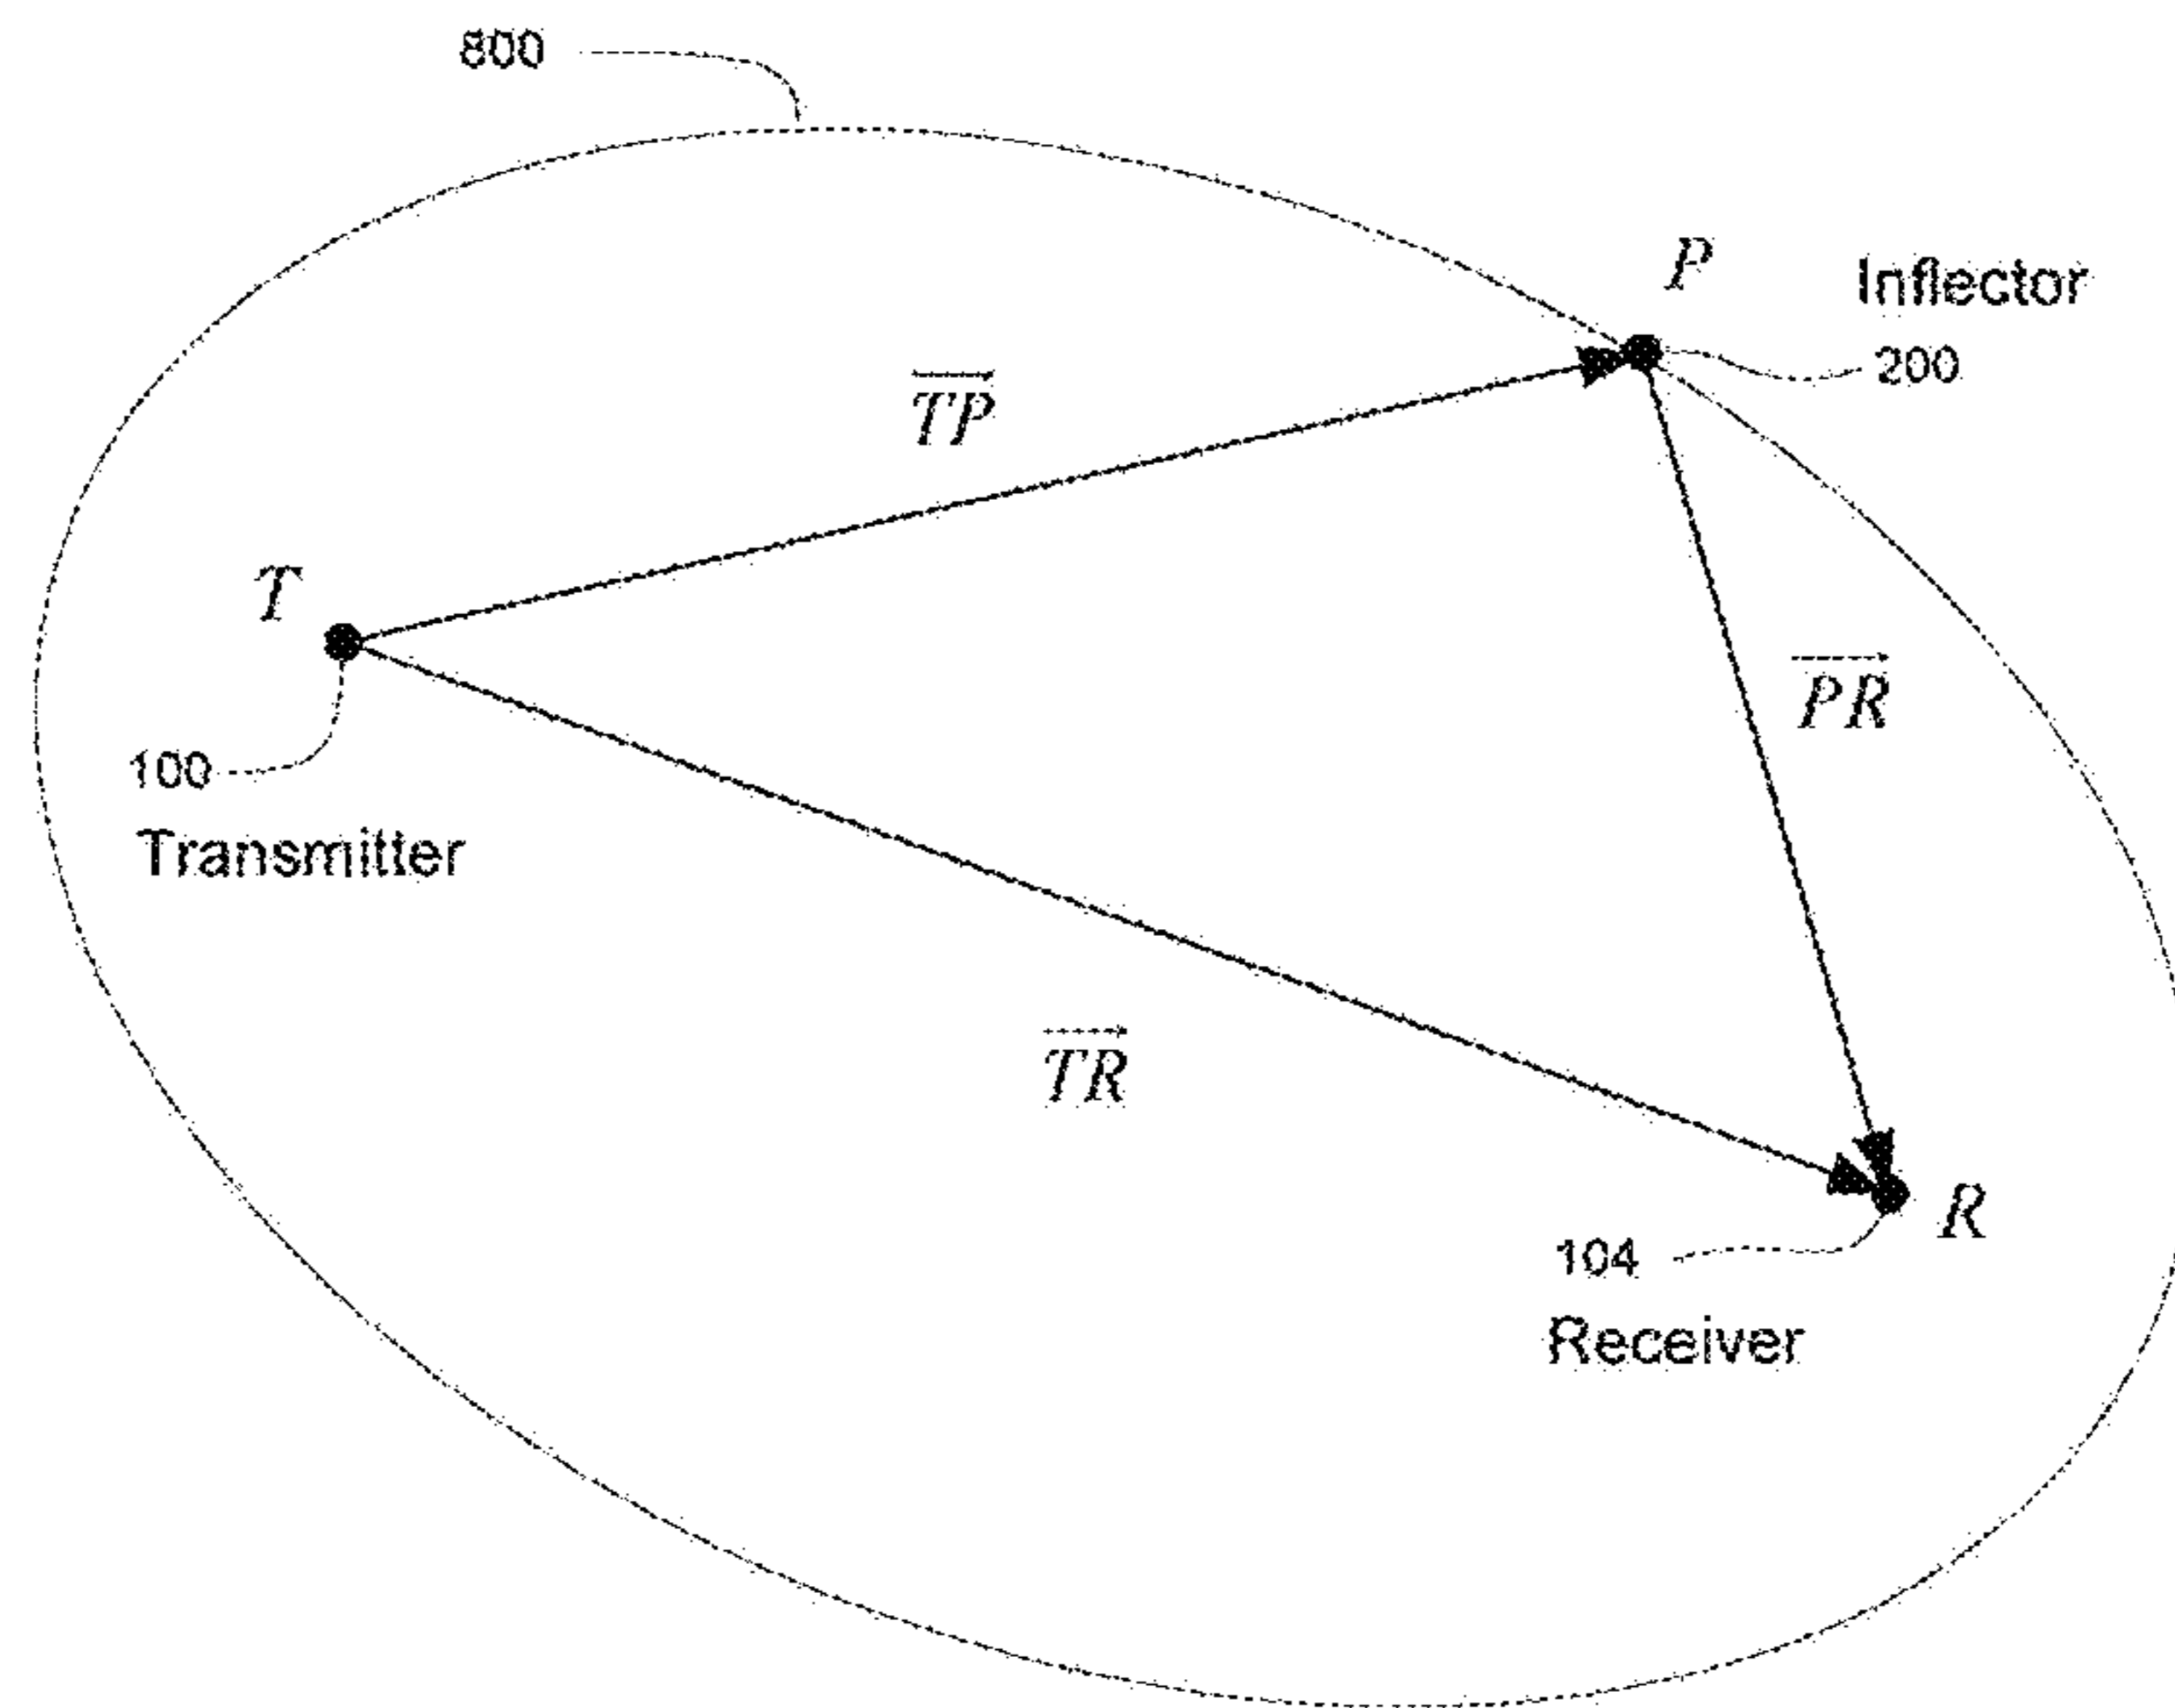 800
P
Inflector
200
TP
T
PR
100
Transmitter
TR
R
104
Receiver